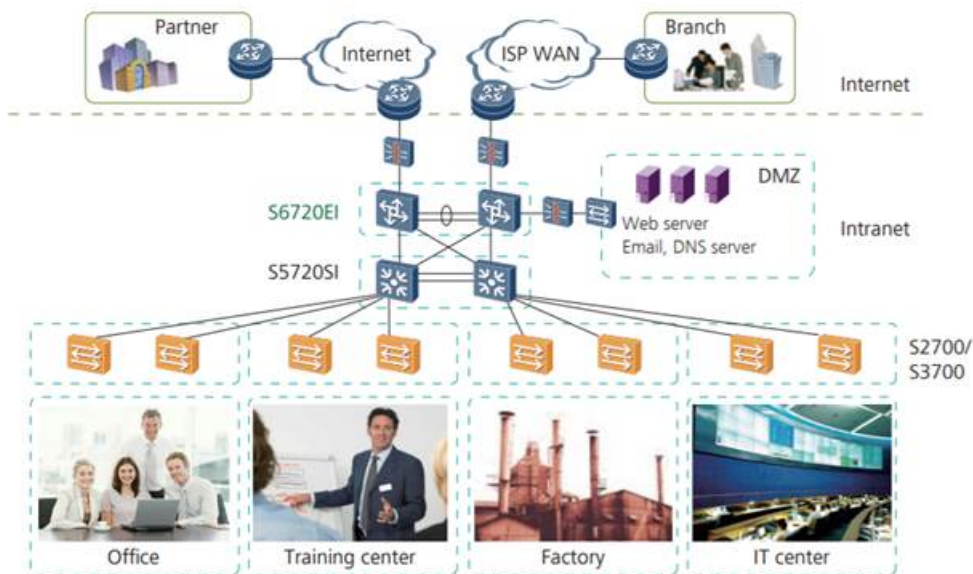 Partner
Internet
ISP WAN
Branch
Internet
DMZ
S6720EI
Web server
Email, DNS server
Intranet
S5720SI
S2700/
S3700
Office
Training center
Factory
IT center